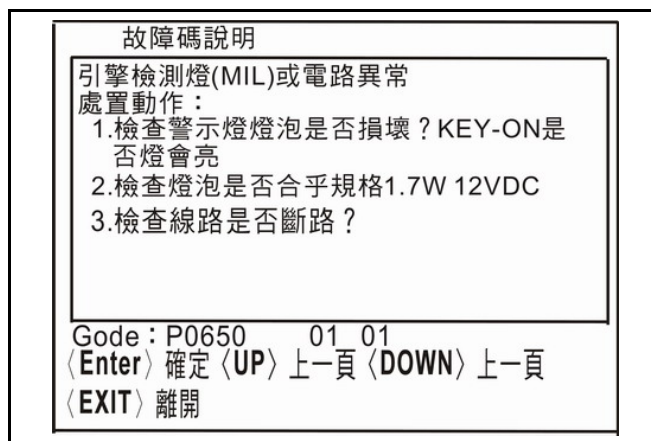 故障碼說明
引擎檢測燈(MIL)或電路異常
處置動作：
1.檢查警示燈燈泡是否損壞？KEY-ON是
否燈會亮
2.檢查燈泡是否合乎規格1.7W 12VDC
3.檢查線路是否斷路？
Gode：P0650 01 01
〈Enter〉確定〈UP〉上一頁〈DOWN〉上一頁
〈EXIT〉離開